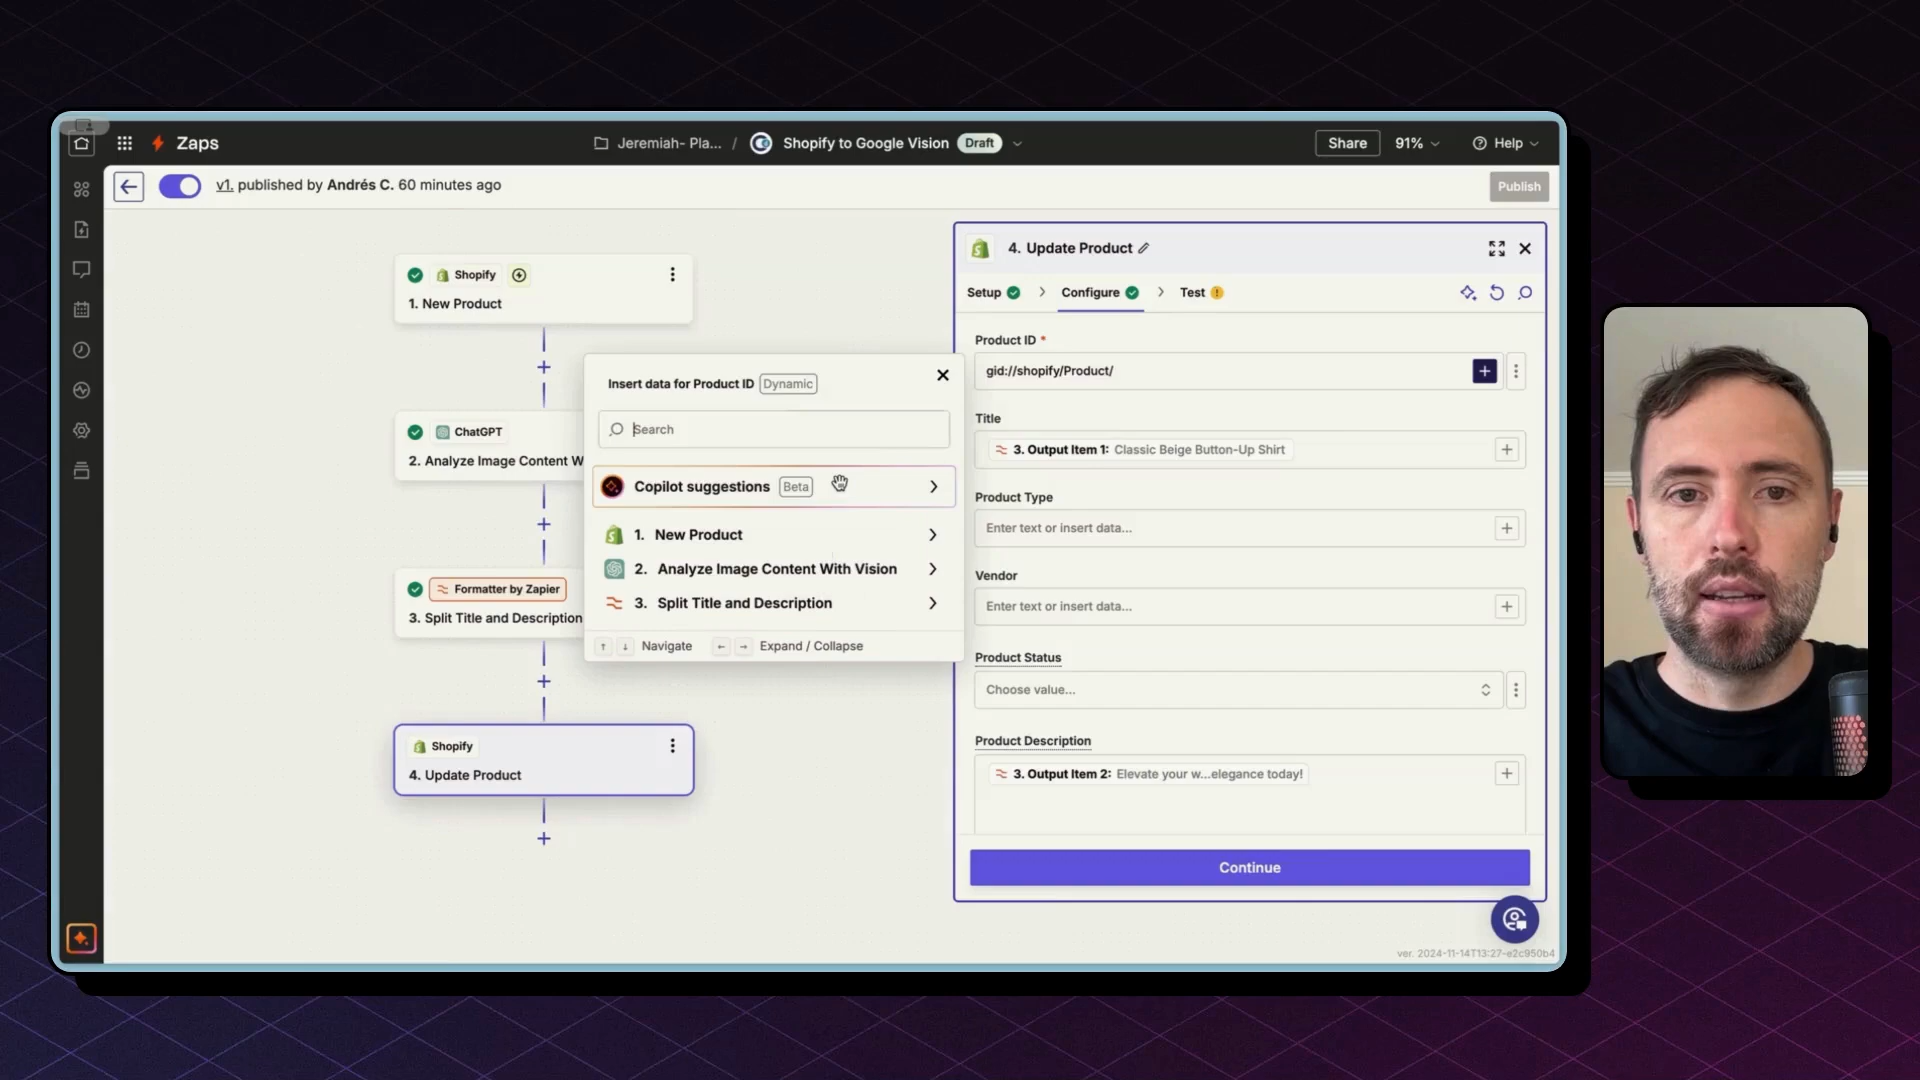 Zaps
Jeremiah- Pla... / Shopify to Google Vision Draft
Share 91% Help
v1. published by Andrés C. 60 minutes ago
Publish
Shopify
1. New Product
ChatGPT
2. Analyze Image Content W
Formatter by Zapier
3. Split Title and Description
Shopify
4. Update Product
Insert data for Product ID Dynamic
Search
Copilot suggestions Beta
1. New Product
2. Analyze Image Content With Vision
3. Split Title and Description
↑ ↓ Navigate ← → Expand / Collapse
4. Update Product
Setup Configure Test
Product ID *
gid://shopify/Product/
Title
3. Output Item 1: Classic Beige Button-Up Shirt
Product Type
Enter text or insert data...
Vendor
Enter text or insert data...
Product Status
Choose value...
Product Description
3. Output Item 2: Elevate your w...elegance today!
Continue
ver. 2024-11-14T13:27-e2c950b4